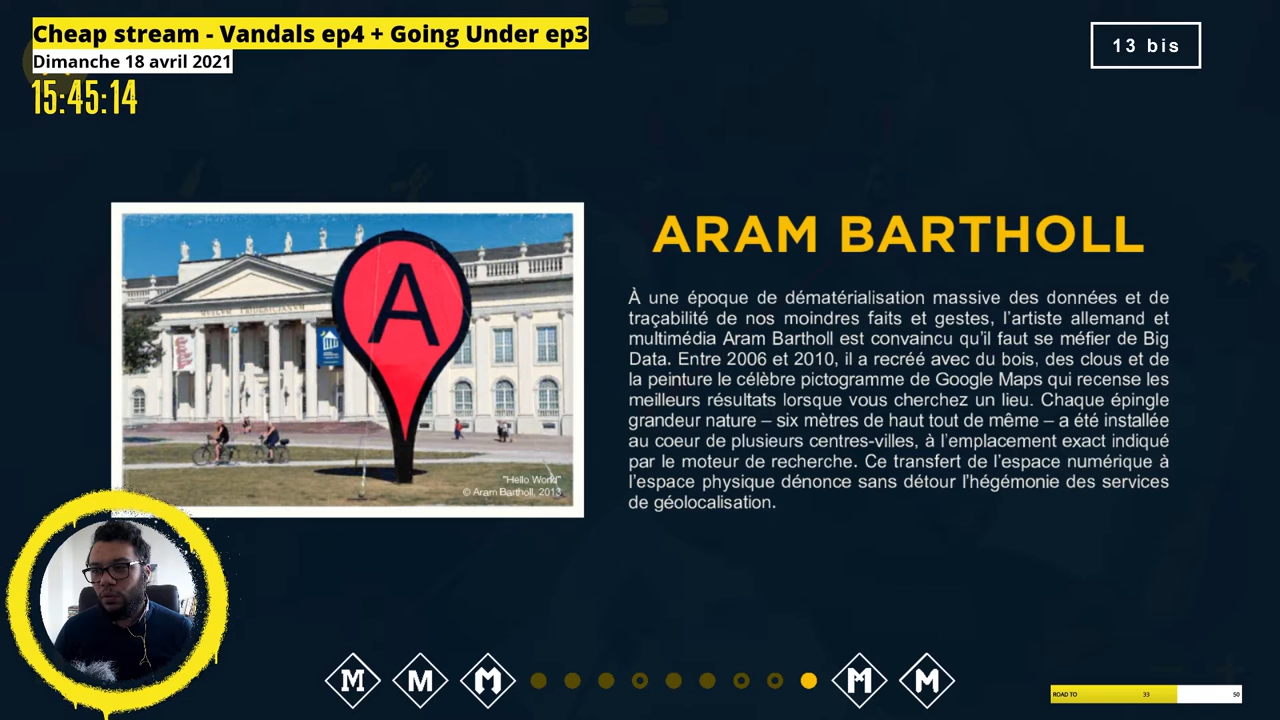 Cheap stream - Vandals ep4 + Going Under ep3
Dimanche 18 avril 2021
15:45:14
13 bis
ARAM BARTHOLL
À une époque de dématérialisation massive des données et de
traçabilité de nos moindres faits et gestes, l'artiste allemand et
multimédia Aram Bartholl est convaincu qu'il faut se méfier de Big
Data. Entre 2006 et 2010, il a recréé avec du bois, des clous et de
la peinture le célèbre pictogramme de Google Maps qui recense les
meilleurs résultats lorsque vous cherchez un lieu. Chaque épingle
grandeur nature – six mètres de haut tout de même – a été installée
au coeur de plusieurs centres-villes, à l'emplacement exact indiqué
par le moteur de recherche. Ce transfert de l'espace numérique à
l'espace physique dénonce sans détour l'hégémonie des services
de géolocalisation.
A
"Hello World"
© Aram Bartholl, 2013
M M M M M
ROAD TO 33 50